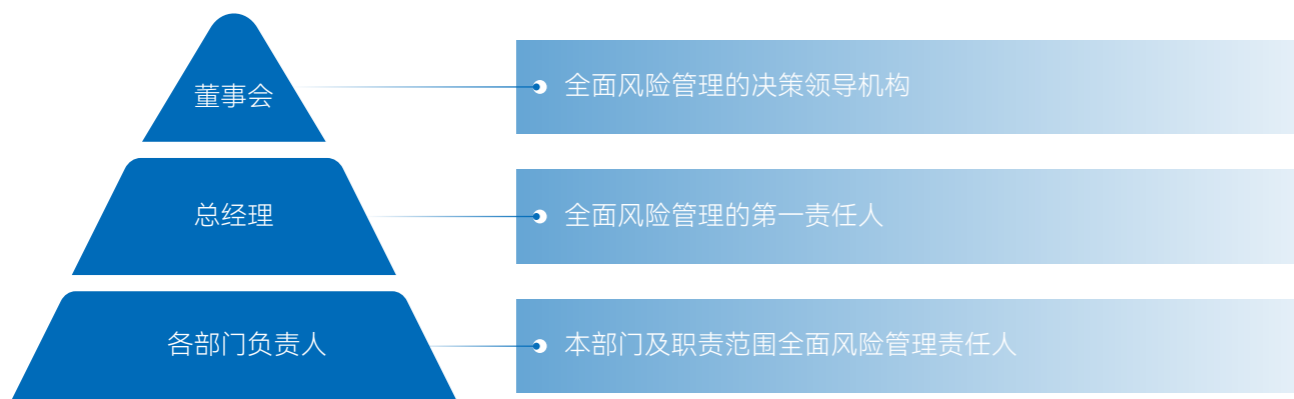 董事会
全面风险管理的决策领导机构
总经理
全面风险管理的第一责任人
各部门负责人
本部门及职责范围全面风险管理责任人